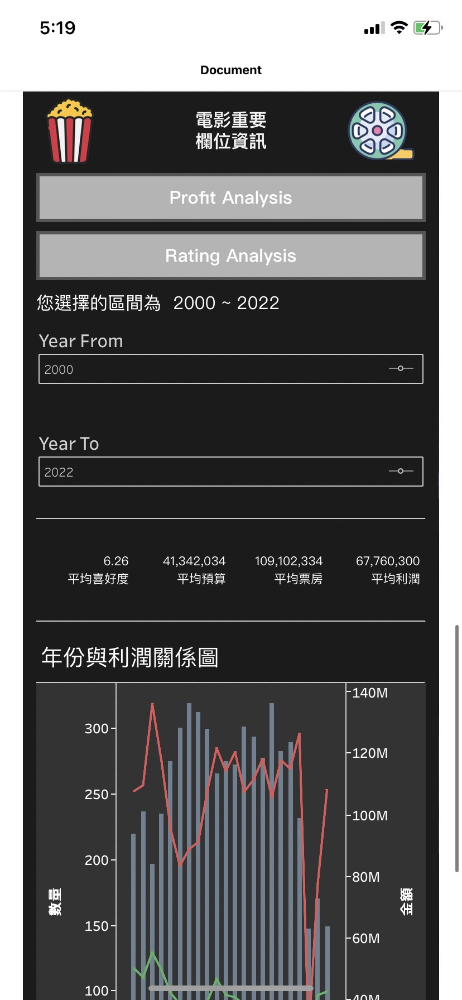 5:19
Document
電影重要
欄位資訊
Profit Analysis
Rating Analysis
您選擇的區間為 2000 ~ 2022
Year From
2000
Year To
2022
6.26 41,342,034 109,102,334 67,760,300
平均喜好度 平均預算 平均票房 平均利潤
年份與利潤關係圖
140M
300
120M
250
100M
200
80M
數量
金額
150
60M
100
40M